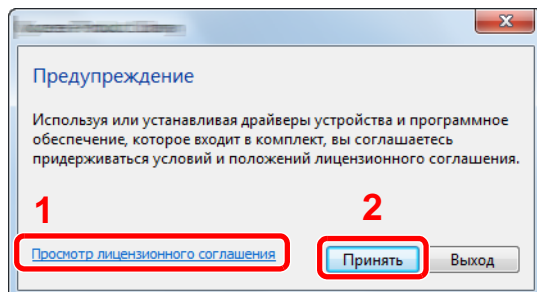 Предупреждение
Используя или устанавливая драйверы устройства и программное
обеспечение, которое входит в комплект, вы соглашаетесь
придерживаться условий и положений лицензионного соглашения.
1
2
Просмотр лицензионного соглашения
Принять
Выход